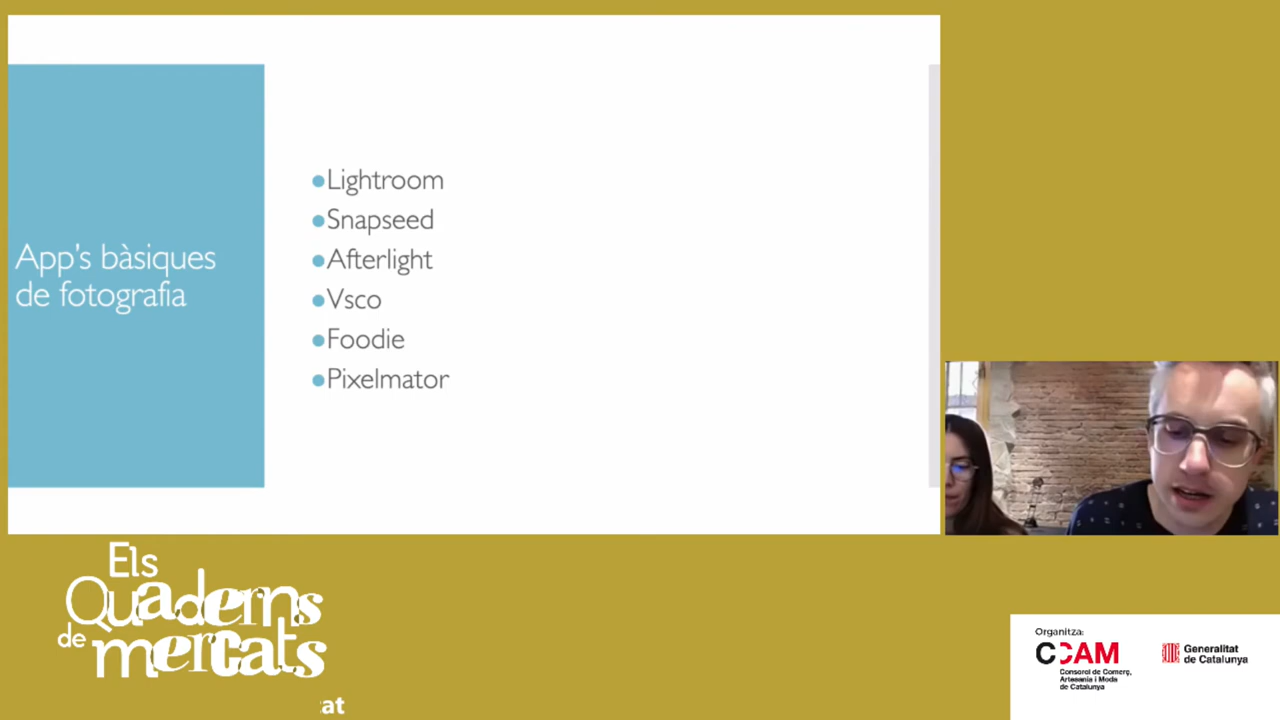 App's bàsiques
de fotografia
•Lightroom
•Snapseed
•Afterlight
•Vsco
•Foodie
•Pixelmator
Els
Quaderns
de mercats
:at
Organitza:
CCAM
Consorci de Comerç,
Artesania i Moda
de Catalunya
Generalitat
de Catalunya